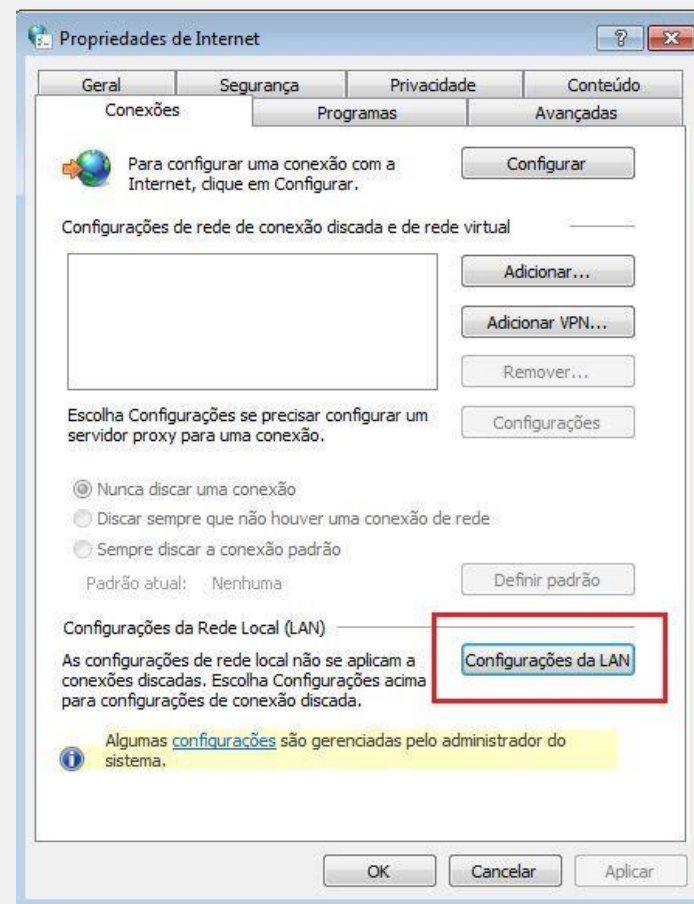 Propriedades de Internet
Geral Segurança Privacidade Conteúdo
Conexões Programas Avançadas
Para configurar uma conexão com a
Internet, clique em Configurar.
Configurar
Configurações de rede de conexão discada e de rede virtual
Adicionar...
Adicionar VPN...
Remover...
Escolha Configurações se precisar configurar um
servidor proxy para uma conexão.
Configurações
Nunca discar uma conexão
Discar sempre que não houver uma conexão de rede
Sempre discar a conexão padrão
Padrão atual: Nenhuma
Definir padrão
Configurações da Rede Local (LAN)
As configurações de rede local não se aplicam a
conexões discadas. Escolha Configurações acima
para configurações de conexão discada.
Configurações da LAN
Algumas configurações são gerenciadas pelo administrador do
sistema.
OK Cancelar Aplicar